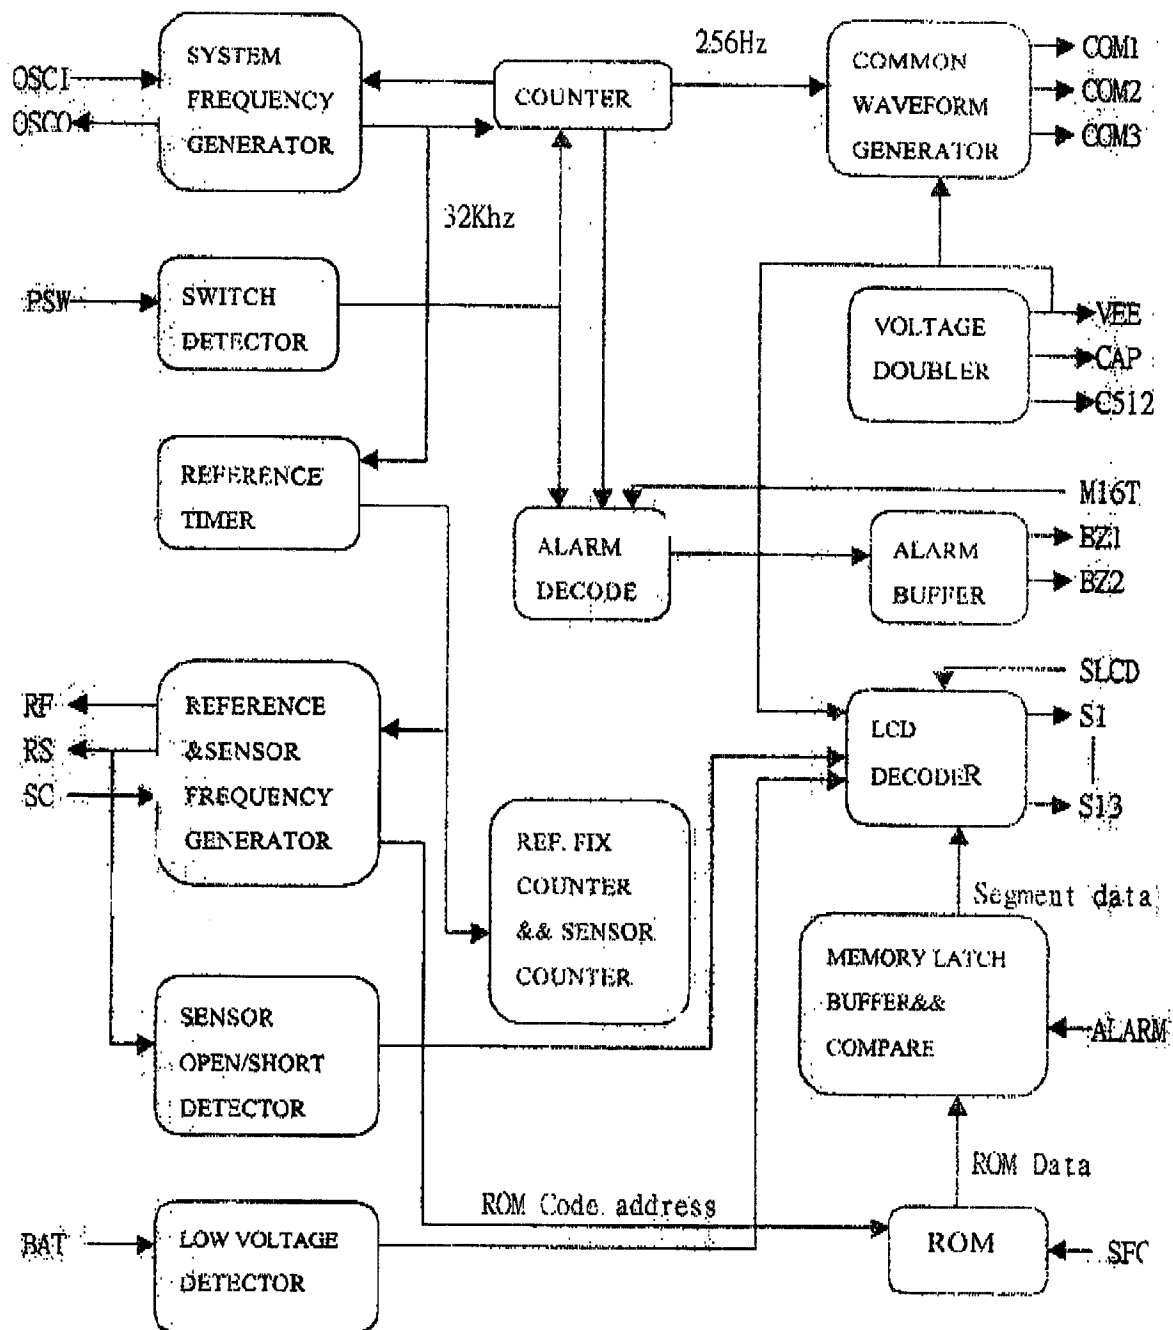 256Hz
SYSTEM
FREQUENCY
GENERATOR
OSCI
OSCO
COUNTER
COMMON
WAVEFORM
GENERATOR
COM1
COM2
COM3
32Khz
PSW
SWITCH
DETECTOR
VOLTAGE
DOUBLER
VEE
CAP
C512
REFERENCE
TIMER
ALARM
DECODE
M16T
ALARM
BUFFER
BZ1
BZ2
RF
RS
SC
REFERENCE
&SENSOR
FREQUENCY
GENERATOR
SLCD
LCD
DECODER
S1
S13
REF. FIX
COUNTER
&& SENSOR
COUNTER
Segment data
MEMORY LATCH
BUFFER&&
COMPARE
ALARM
SENSOR
OPEN/SHORT
DETECTOR
ROM Data
ROM Code address
BAT
LOW VOLTAGE
DETECTOR
ROM